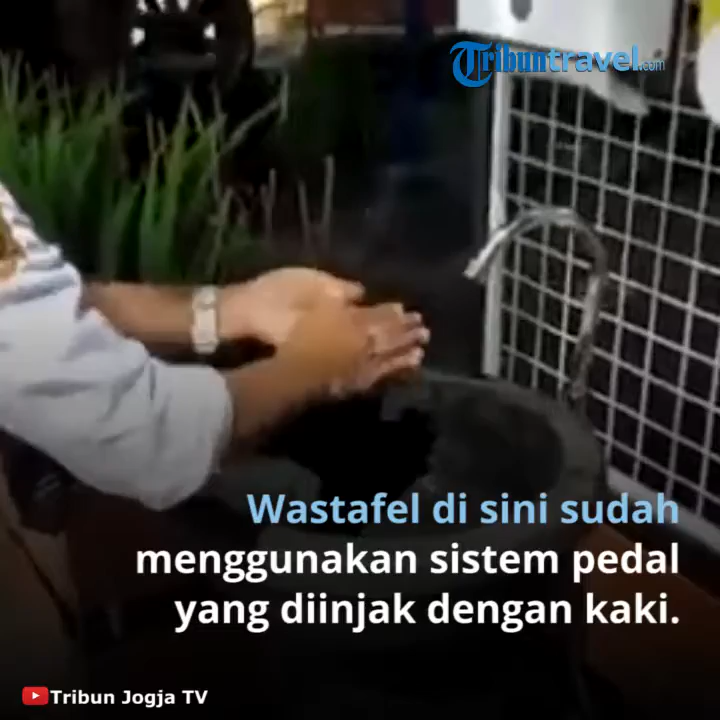 Tribuntravel.com
Wastafel di sini sudah
menggunakan sistem pedal
yang diinjak dengan kaki.
Tribun Jogja TV